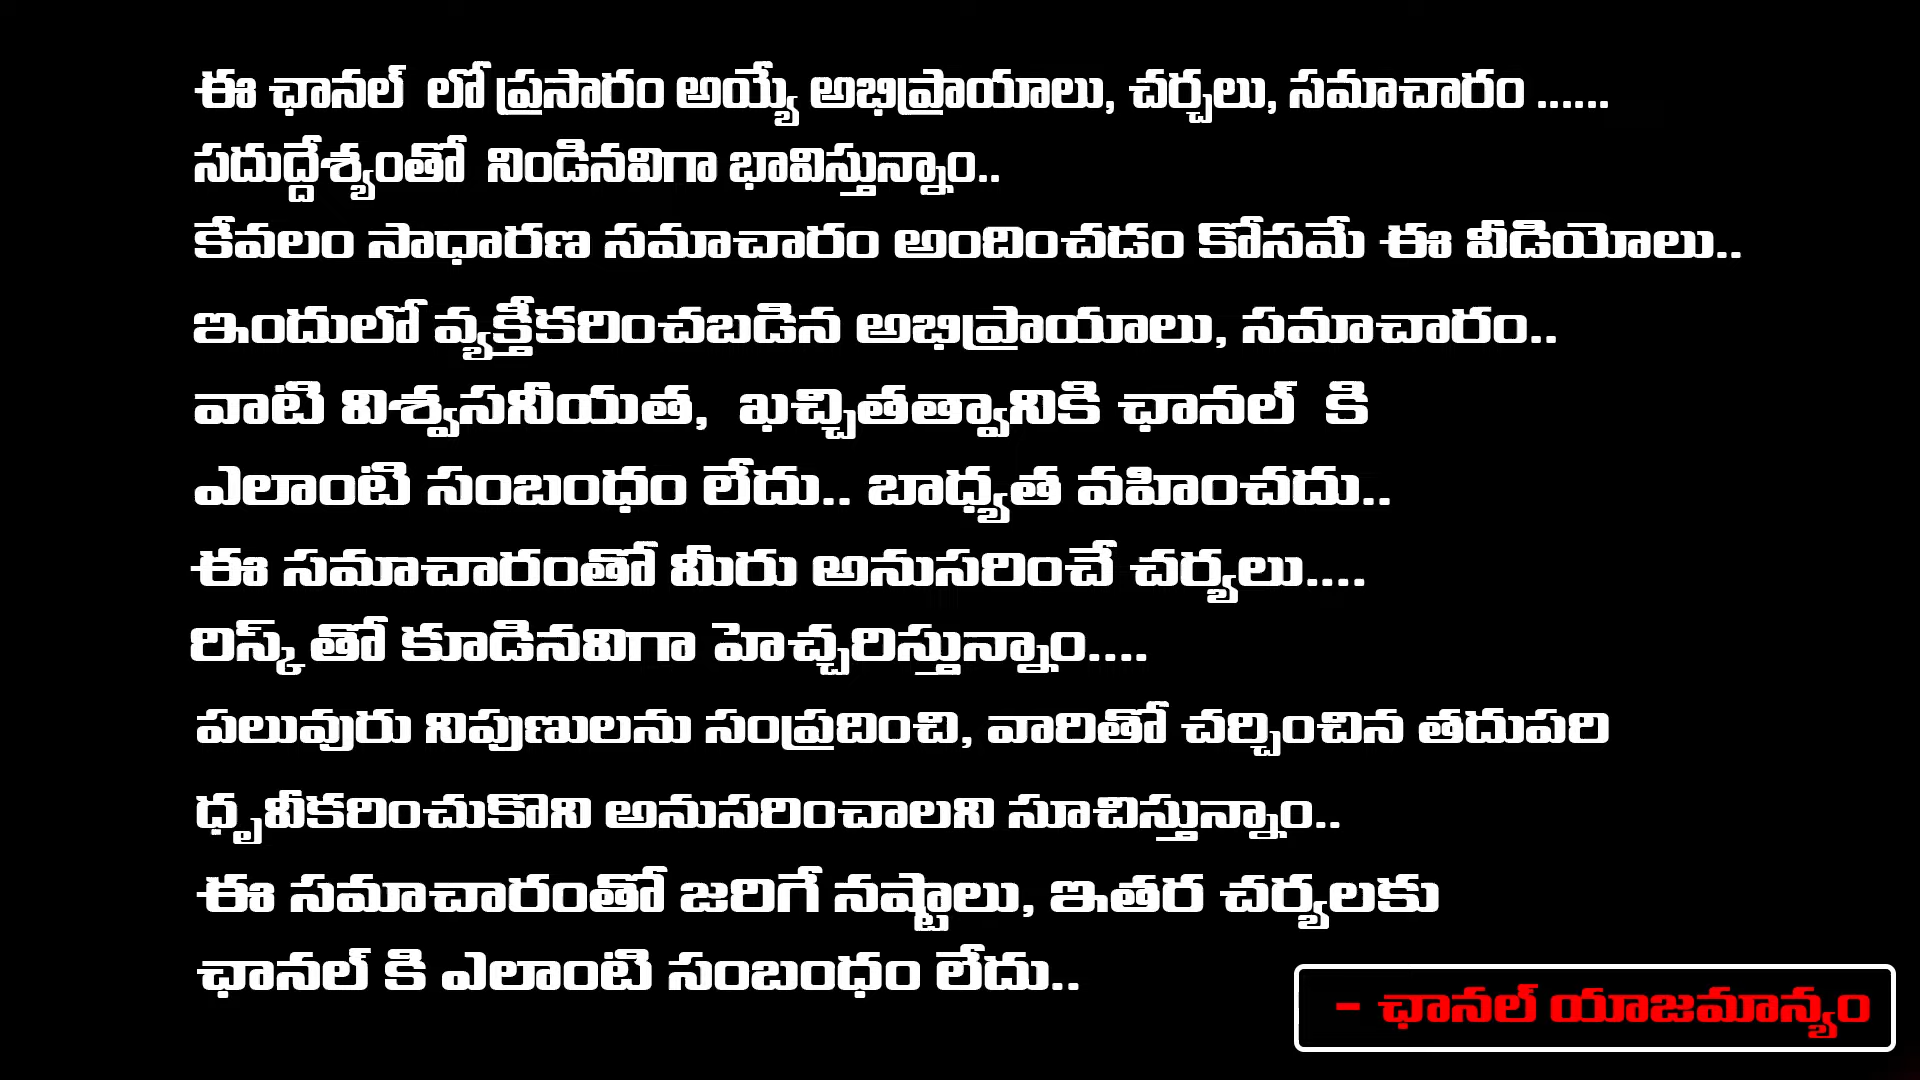 ఈ ఛానల్ లో ప్రసారం అయ్యే అభిప్రాయాలు, చర్చలు, సమాచారం ......
సదుద్దేశ్యంతో నిండినవిగా భావిస్తున్నాం..
కేవలం సాధారణ సమాచారం అందించడం కోసమే ఈ వీడియోలు..
ఇందులో వ్యక్తీకరించబడిన అభిప్రాయాలు, సమాచారం..
వాటి విశ్వసనీయత, ఖచ్చితత్వానికి ఛానల్ కి
ఎలాంటి సంబంధం లేదు.. బాధ్యత వహించదు..
ఈ సమాచారంతో మీరు అనుసరించే చర్యలు....
రిస్క్ తో కూడినవిగా హెచ్చరిస్తున్నాం....
పలువురు నిపుణులను సంప్రదించి, వారితో చర్చించిన తదుపరి
ధృవీకరించుకొని అనుసరించాలని సూచిస్తున్నాం..
ఈ సమాచారంతో జరిగే నష్టాలు, ఇతర చర్యలకు
ఛానల్ కి ఎలాంటి సంబంధం లేదు..
- ఛానల్ యాజమాన్యం